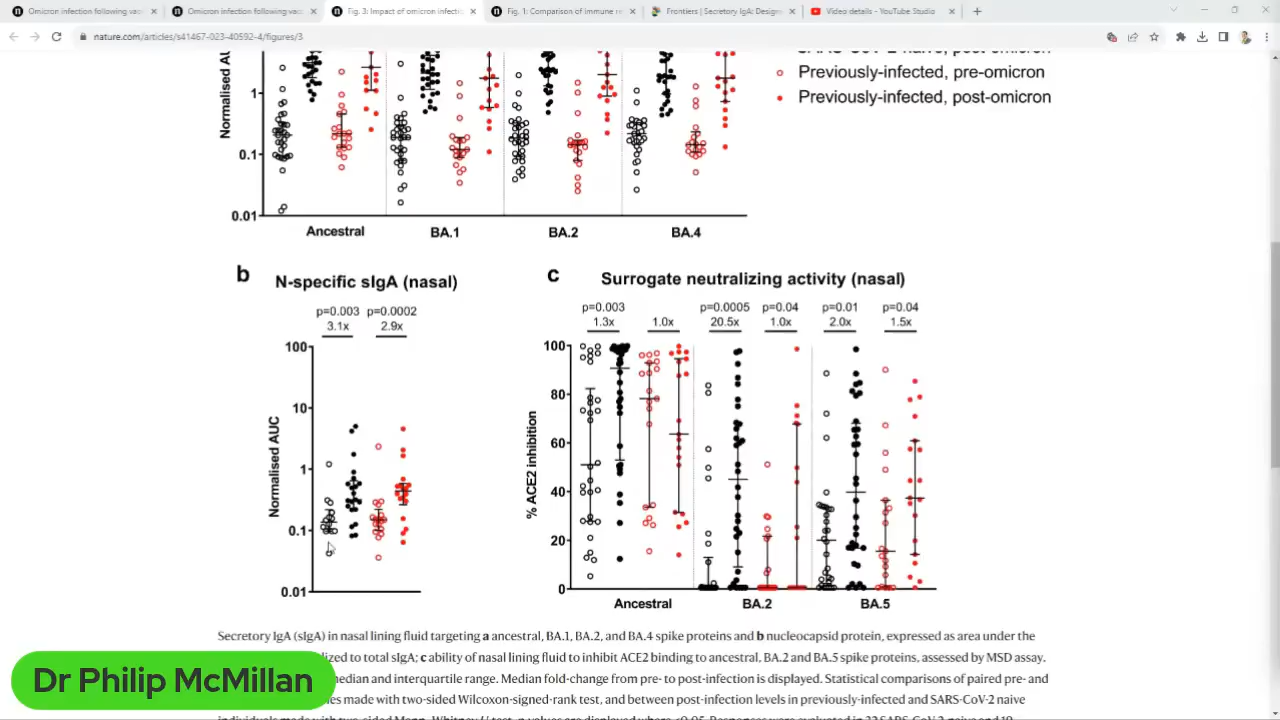 Omicron infection following vac
Omicron infection following vacc
Fig. 3: Impact of omicron infectio
Fig. 1: Comparison of immune re
Frontiers | Secretory IgA: Design
Video details - YouTube Studio
nature.com/articles/s41467-023-40592-4/figures/3
SARS-CoV-2 naive, post-omicron
Previously-infected, pre-omicron
Previously-infected, post-omicron
Normalised AU
1
0.1
0.01
Ancestral
BA.1
BA.2
BA.4
b
N-specific sIgA (nasal)
p=0.003 p=0.0002
3.1x 2.9x
Normalised AUC
100
10
1
0.1
0.01
c
Surrogate neutralizing activity (nasal)
p=0.003 p=0.0005 p=0.04 p=0.01 p=0.04
1.3x 1.0x 20.5x 1.0x 2.0x 1.5x
% ACE2 inhibition
100
80
60
40
20
0
Ancestral
BA.2
BA.5
Secretory IgA (sIgA) in nasal lining fluid targeting a ancestral, BA.1, BA.2, and BA.4 spike proteins and b nucleocapsid protein, expressed as area under the
lized to total sIgA; c ability of nasal lining fluid to inhibit ACE2 binding to ancestral, BA.2 and BA.5 spike proteins, assessed by MSD assay.
median and interquartile range. Median fold-change from pre- to post-infection is displayed. Statistical comparisons of paired pre- and
es made with two-sided Wilcoxon-signed-rank test, and between post-infection levels in previously-infected and SARS-CoV-2 naive
Dr Philip McMillan